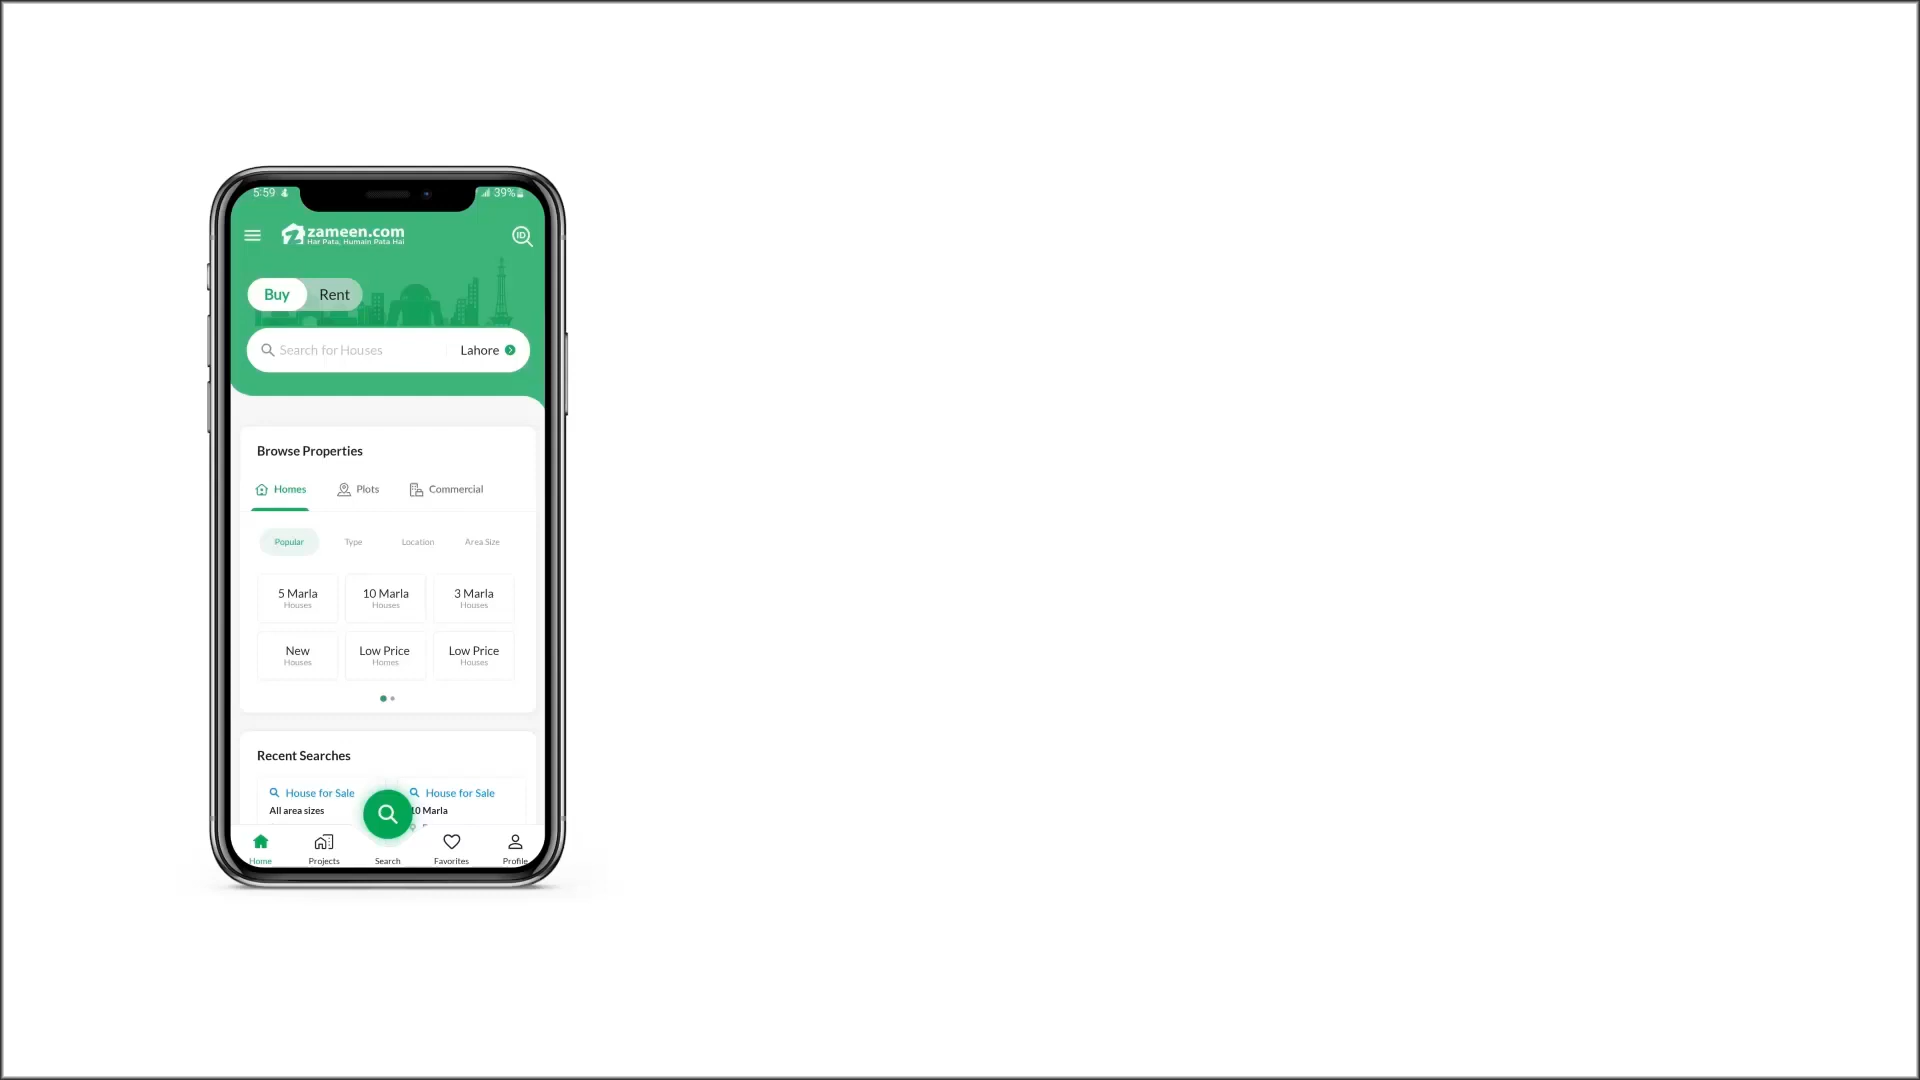 5:59 39%
zameen.com
Har Pata, Humain Pata Hai
ID
Buy Rent
Search for Houses Lahore
Browse Properties
Homes Plots Commercial
Popular Type Location Area Size
5 Marla 10 Marla 3 Marla
Houses Houses Houses
New Low Price Low Price
Houses Homes Houses
Recent Searches
House for Sale House for Sale
All area sizes 10 Marla
Home Projects Search Favorites Profile